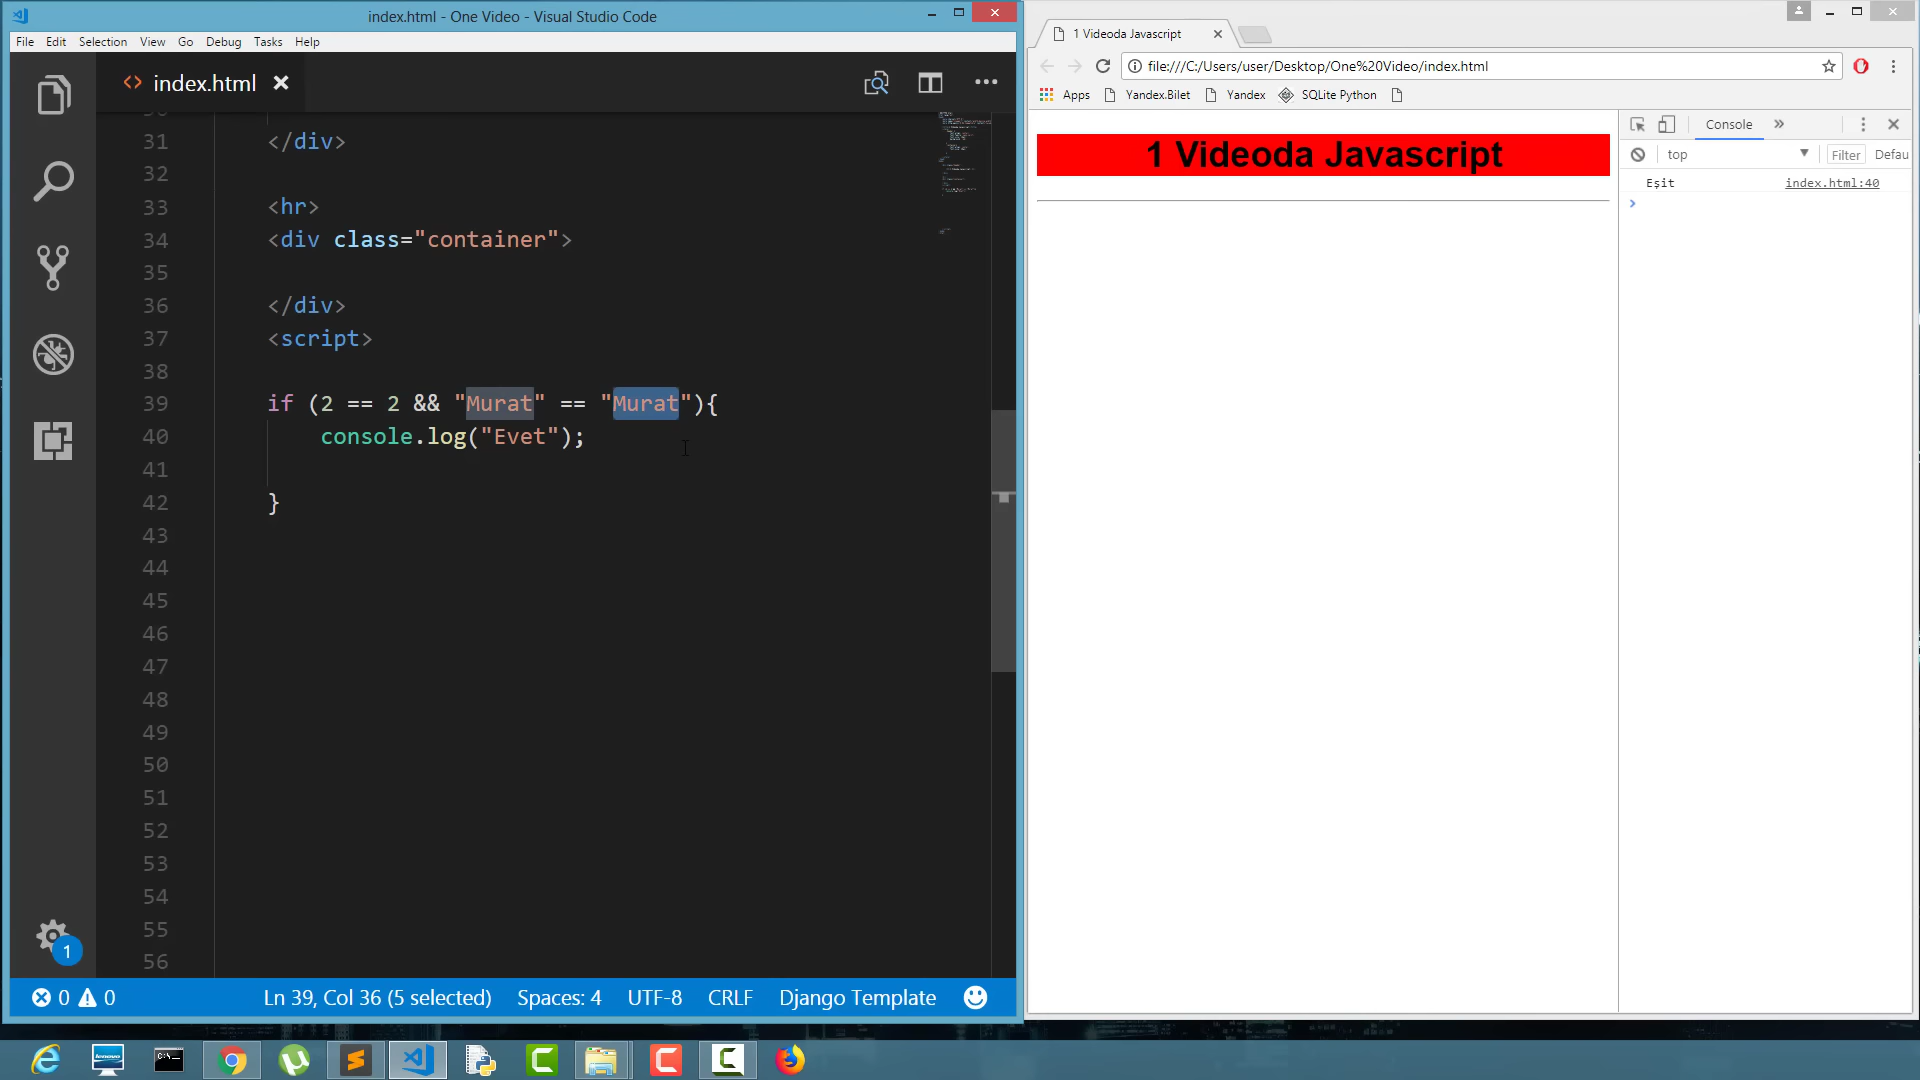 index.html - One Video - Visual Studio Code
File Edit Selection View Go Debug Tasks Help
<> index.html
31 </div>
32
33 <hr>
34 <div class="container">
35
36 </div>
37 <script>
38
39 if (2 == 2 && "Murat" == "Murat"){
40 console.log("Evet");
41
42 }
43
44
45
46
47
48
49
50
51
52
53
54
55
56
1
0 0 Ln 39, Col 36 (5 selected) Spaces: 4 UTF-8 CRLF Django Template
1 Videoda Javascript
file:///C:/Users/user/Desktop/One%20Video/index.html
Apps Yandex.Bilet Yandex SQLite Python
1 Videoda Javascript
Console »
top Filter Defau
Eşit index.html:40